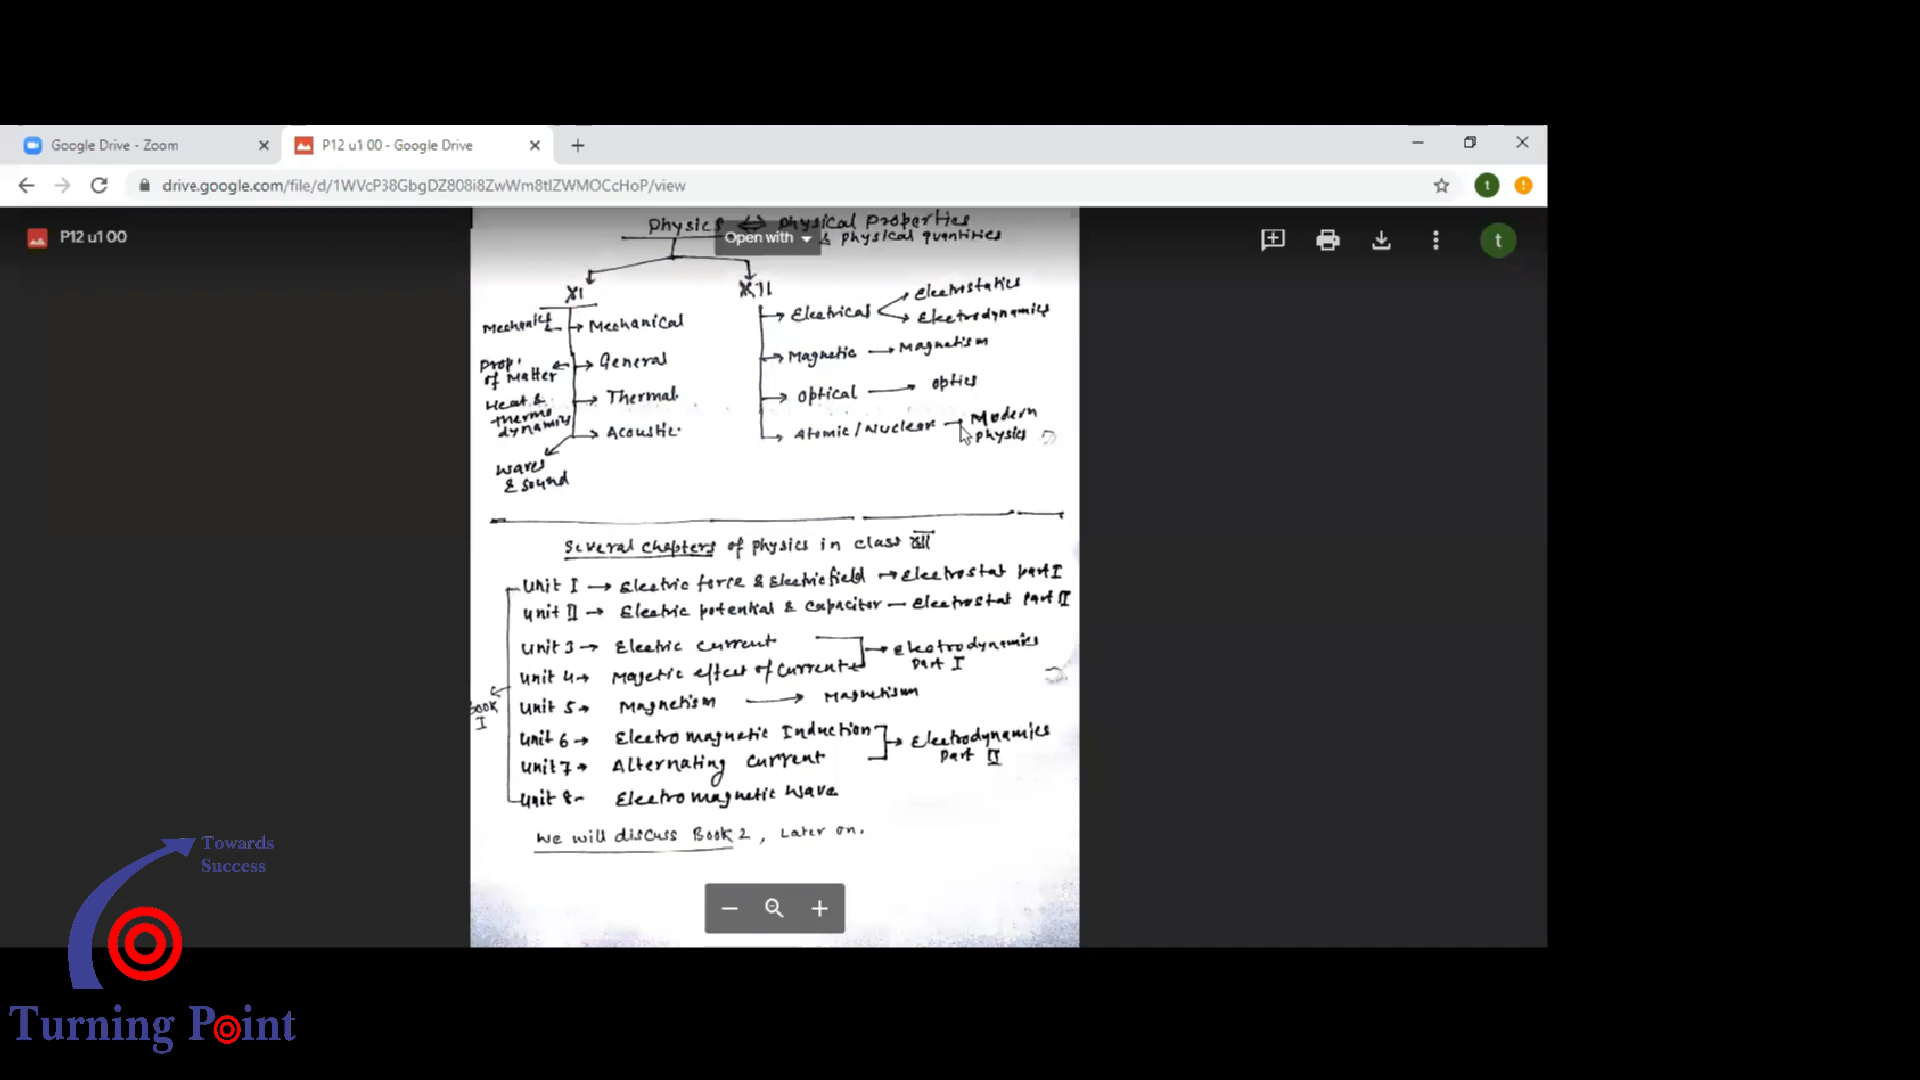 Google Drive - Zoom
P12 u1 00 - Google Drive
drive.google.com/file/d/1WVcP38GbgDZ808i8ZwWm8tIZWMOCcHoP/view
P12 u1 00
Open with
t
t
Physics ⇔ physical properties
& physical quantities
XI
XII
Mechanics ← → Mechanical
Prop. of Matter ← → General
Heat & thermo dynamics → Thermal
→ Acoustic
Waves & sound
→ Electrical → Electrostatics
→ Electrodynamics
→ Magnetic → Magnetism
→ Optical → optics
→ Atomic/Nuclear → Modern physics
Several chapters of physics in class XII
Unit I → Electric force & Electric field → Electrostat part I
Unit II → Electric potential & Capacitor — Electrostat Part II
Unit 3 → Electric current
Unit 4 → Magetic effect of current → Electrodynamics Part I
Unit 5 → Magnetism → Magnetism
Unit 6 → Electro magnetic Induction
Unit 7 → Alternating current → Electrodynamics Part II
Unit 8 - Electro magnetic wave
Book I
We will discuss Book 2, Later on.
Towards
Success
Turning Point